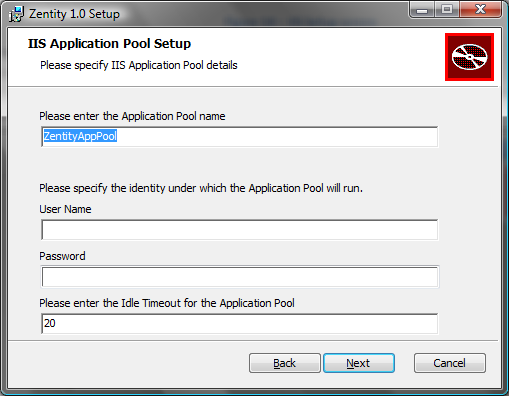 Zentity 1.0 Setup
IIS Application Pool Setup
Please specify IIS Application Pool details
Please enter the Application Pool name
ZentityAppPool
Please specify the identity under which the Application Pool will run.
User Name
Password
Please enter the Idle Timeout for the Application Pool
20
Back Next Cancel